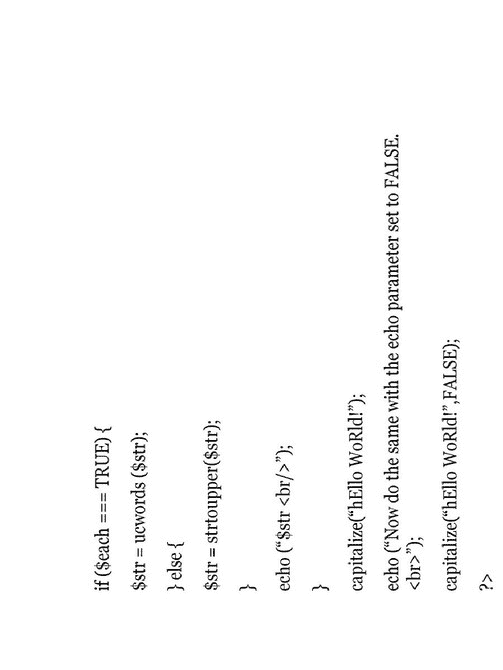 if ($each === TRUE) {
$str = ucwords ($str);
} else {
$str = strtoupper($str);
}
echo (“$str <br/>”);
}
capitalize(“hEllo WoRld!”);
echo (“Now do the same with the echo parameter set to FALSE.
<br>”);
capitalize(“hEllo WoRld!”,FALSE);
?>